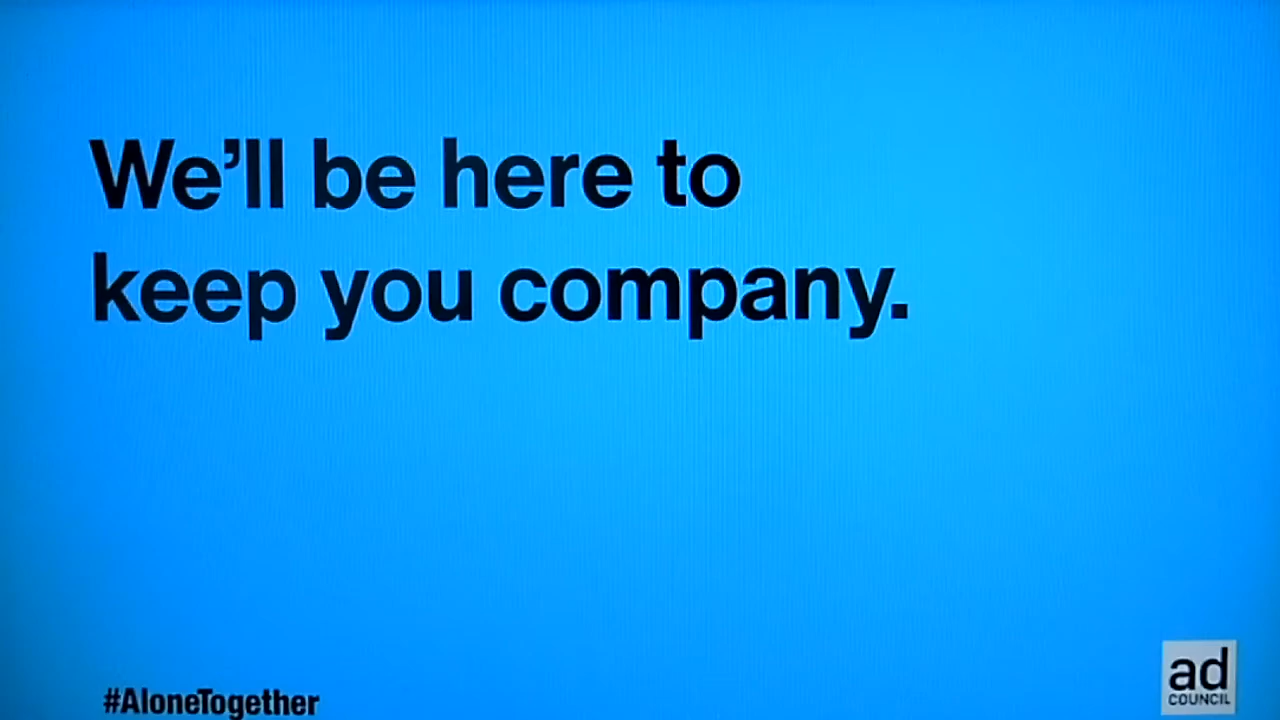 We’ll be here to
keep you company.
#AloneTogether
ad
COUNCIL